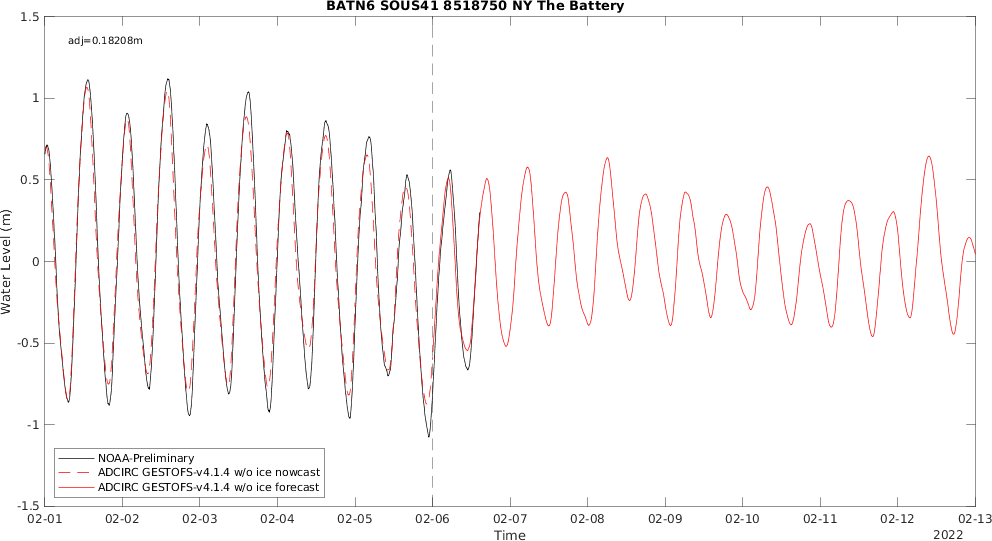 BATN6 SOUS41 8518750 NY The Battery
adj=0.18208m
1.5
1
0.5
0
-0.5
-1
-1.5
Water Level (m)
NOAA-Preliminary
ADCIRC GESTOFS-v4.1.4 w/o ice nowcast
ADCIRC GESTOFS-v4.1.4 w/o ice forecast
02-01 02-02 02-03 02-04 02-05 02-06 02-07 02-08 02-09 02-10 02-11 02-12 02-13
Time
2022